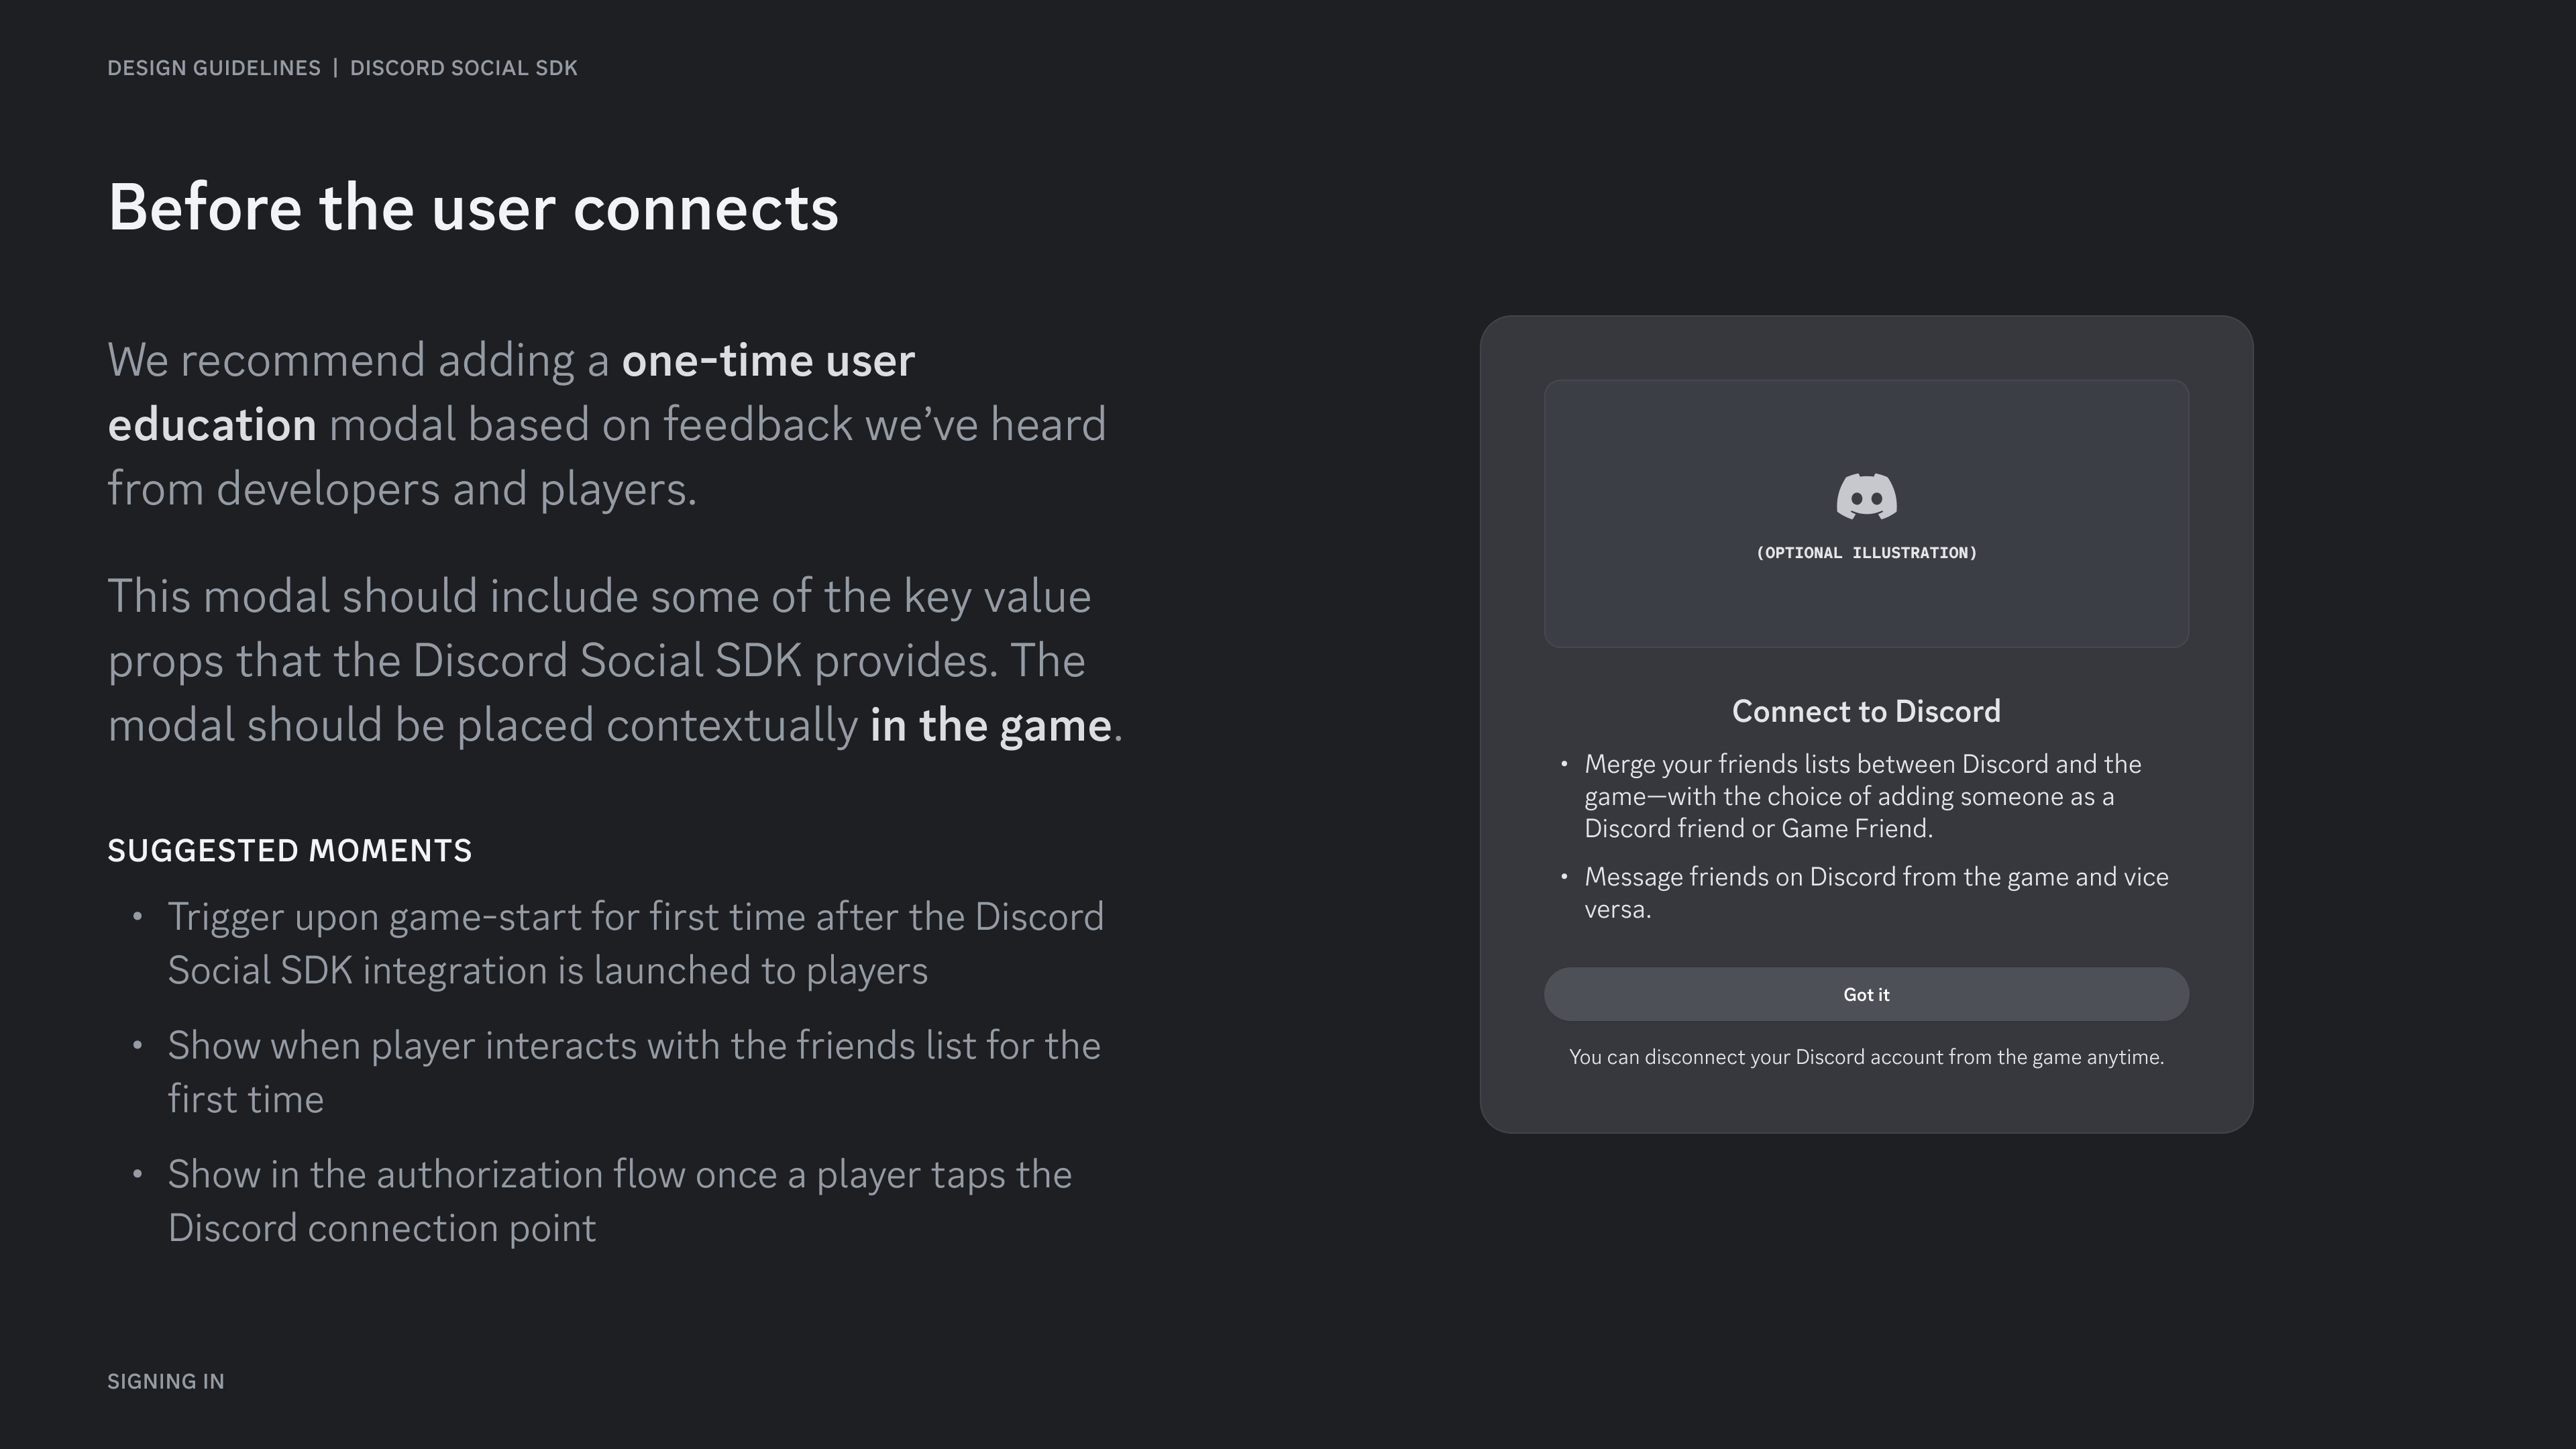 DESIGN GUIDELINES | DISCORD SOCIAL SDK
Before the user connects
We recommend adding a one-time user
education modal based on feedback we’ve heard
from developers and players.
This modal should include some of the key value
props that the Discord Social SDK provides. The
modal should be placed contextually in the game.
SUGGESTED MOMENTS
• Trigger upon game-start for first time after the Discord
Social SDK integration is launched to players
• Show when player interacts with the friends list for the
first time
• Show in the authorization flow once a player taps the
Discord connection point
(OPTIONAL ILLUSTRATION)
Connect to Discord
• Merge your friends lists between Discord and the
game—with the choice of adding someone as a
Discord friend or Game Friend.
• Message friends on Discord from the game and vice
versa.
Got it
You can disconnect your Discord account from the game anytime.
SIGNING IN